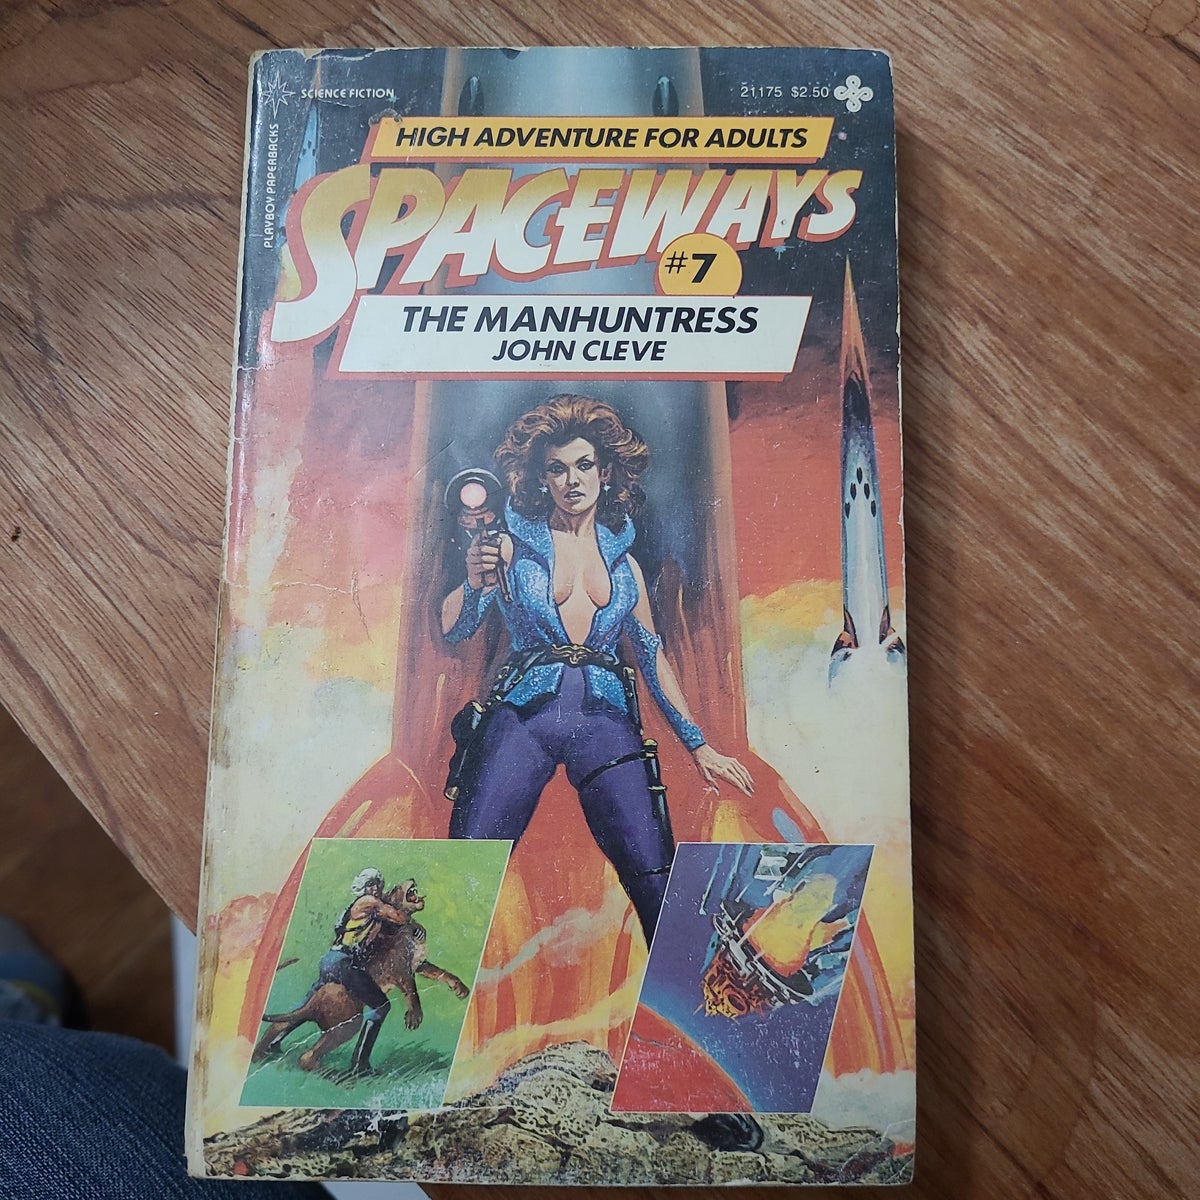 SCIENCE FICTION
21175 $2.50
PLAYBOY PAPERBACKS
HIGH ADVENTURE FOR ADULTS
SPACEWAYS
#7
THE MANHUNTRESS
JOHN CLEVE